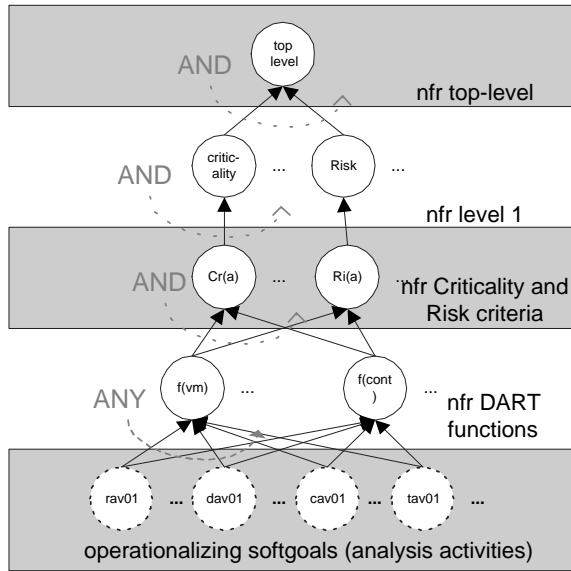 top
level
AND
nfr top-level
critic-
ality
...
Risk
...
AND
nfr level 1
Cr(a)
...
Ri(a)
...
AND
nfr Criticality and
Risk criteria
f(vm)
...
f(cont
)
...
ANY
nfr DART
functions
rav01
...
dav01
...
cav01
...
tav01
...
operationalizing softgoals (analysis activities)